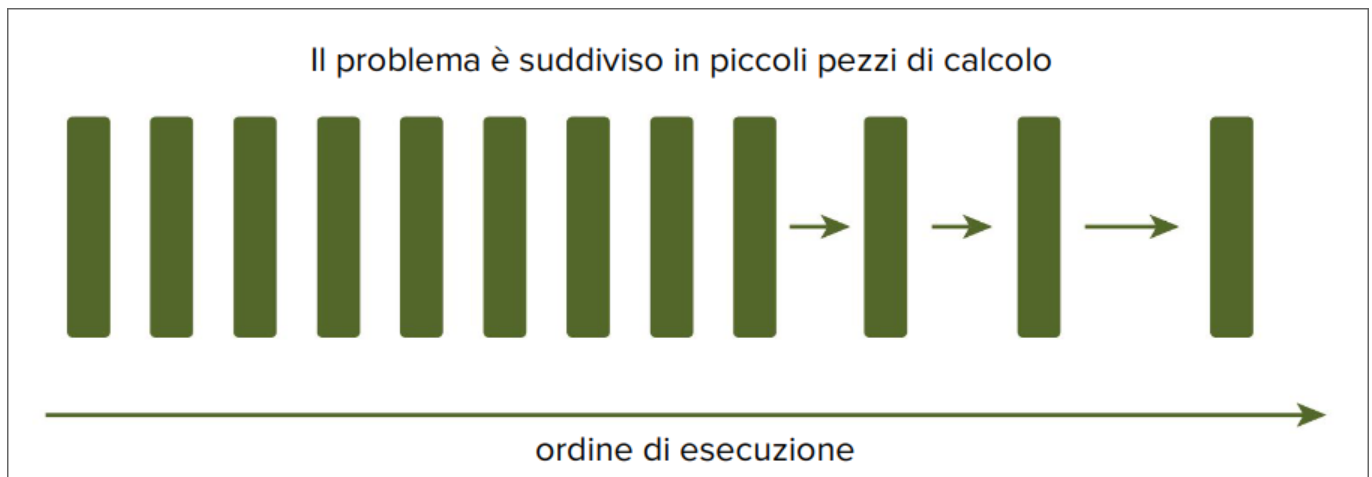 Il problema è suddiviso in piccoli pezzi di calcolo
ordine di esecuzione